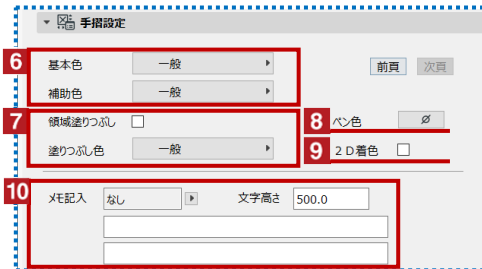 手摺設定
6 基本色 一般 前頁 次頁
補助色 一般
7 領域塗りつぶし 8 ペン色 ø
塗りつぶし色 一般 9 2D着色
10 メモ記入 なし 文字高さ 500.0